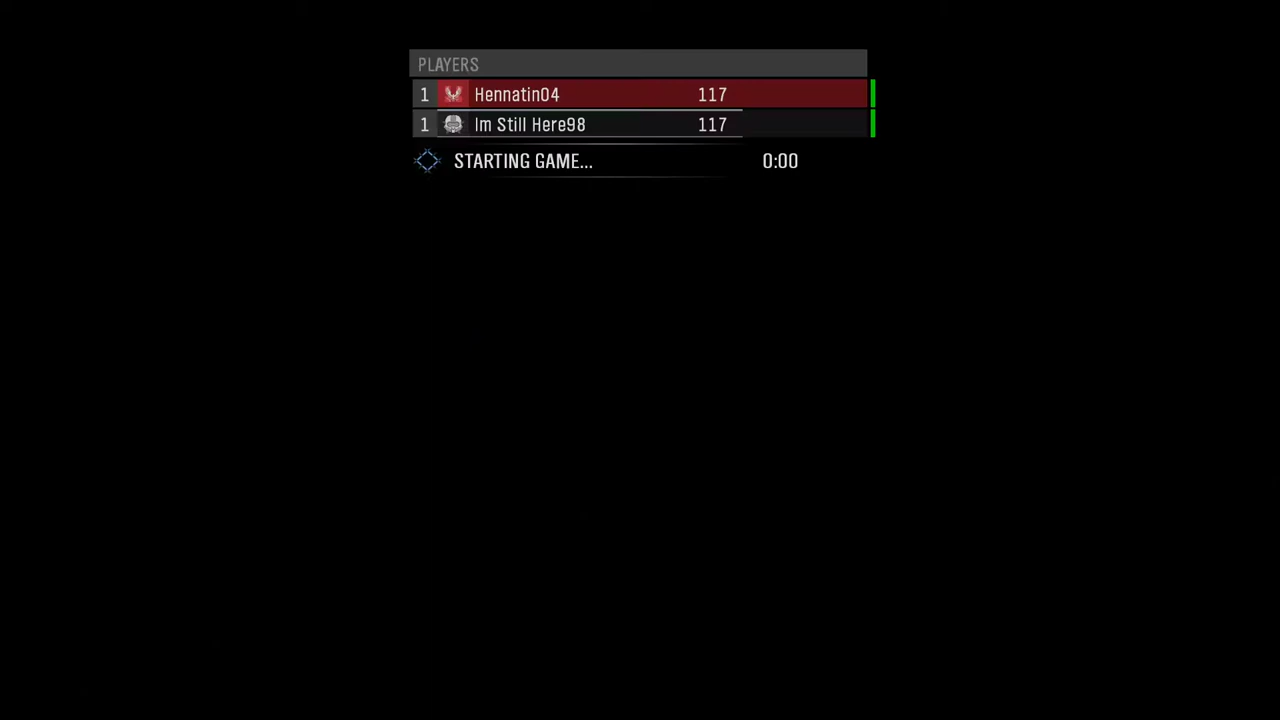 PLAYERS
1 Hennatin04 117
1 Im Still Here98 117
STARTING GAME... 0:00